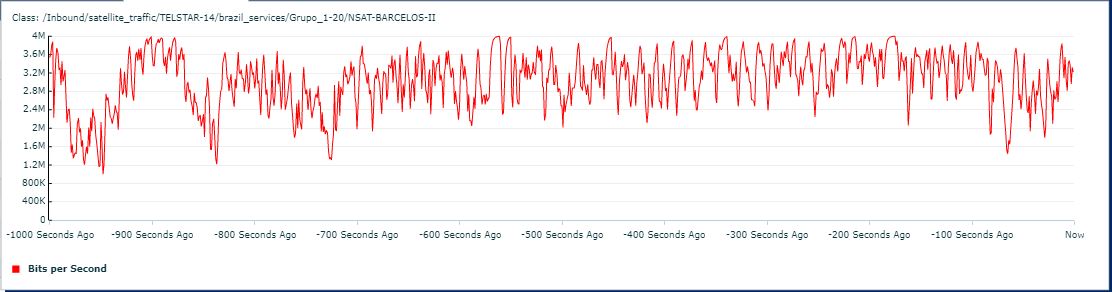 Class: /Inbound/satellite_traffic/TELSTAR-14/brazil_services/Grupo_1-20/NSAT-BARCELOS-II
4M
3.6M
3.2M
2.8M
2.4M
2M
1.6M
1.2M
800K
400K
0
-1000 Seconds Ago -900 Seconds Ago -800 Seconds Ago -700 Seconds Ago -600 Seconds Ago -500 Seconds Ago -400 Seconds Ago -300 Seconds Ago -200 Seconds Ago -100 Seconds Ago Now
Bits per Second